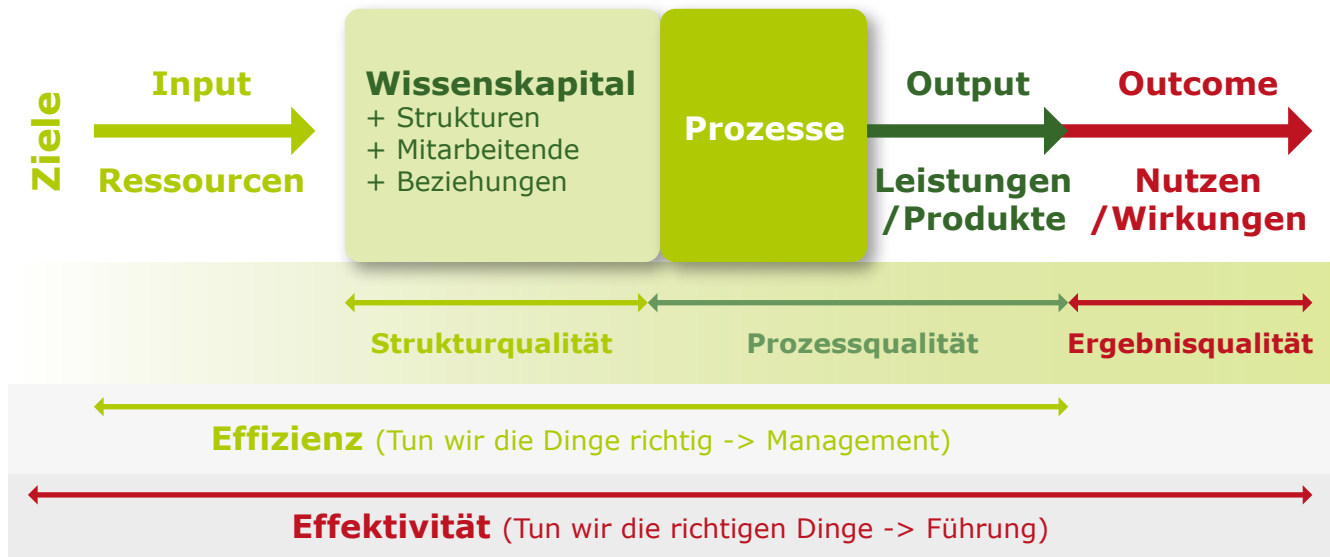 Ziele
Input
Ressourcen
Wissenskapital
+ Strukturen
+ Mitarbeitende
+ Beziehungen
Prozesse
Output
Leistungen
/Produkte
Outcome
Nutzen
/Wirkungen
Strukturqualität
Prozessqualität
Ergebnisqualität
Effizienz (Tun wir die Dinge richtig -> Management)
Effektivität (Tun wir die richtigen Dinge -> Führung)